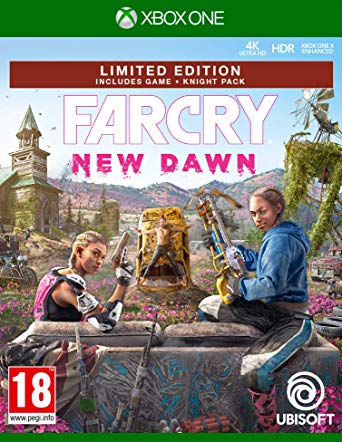 XBOX ONE
4K
ULTRA HD
HDR
XBOX ONE X
ENHANCED
LIMITED EDITION
INCLUDES GAME + KNIGHT PACK
FARCRY
NEW DAWN
18
www.pegi.info
UBISOFT